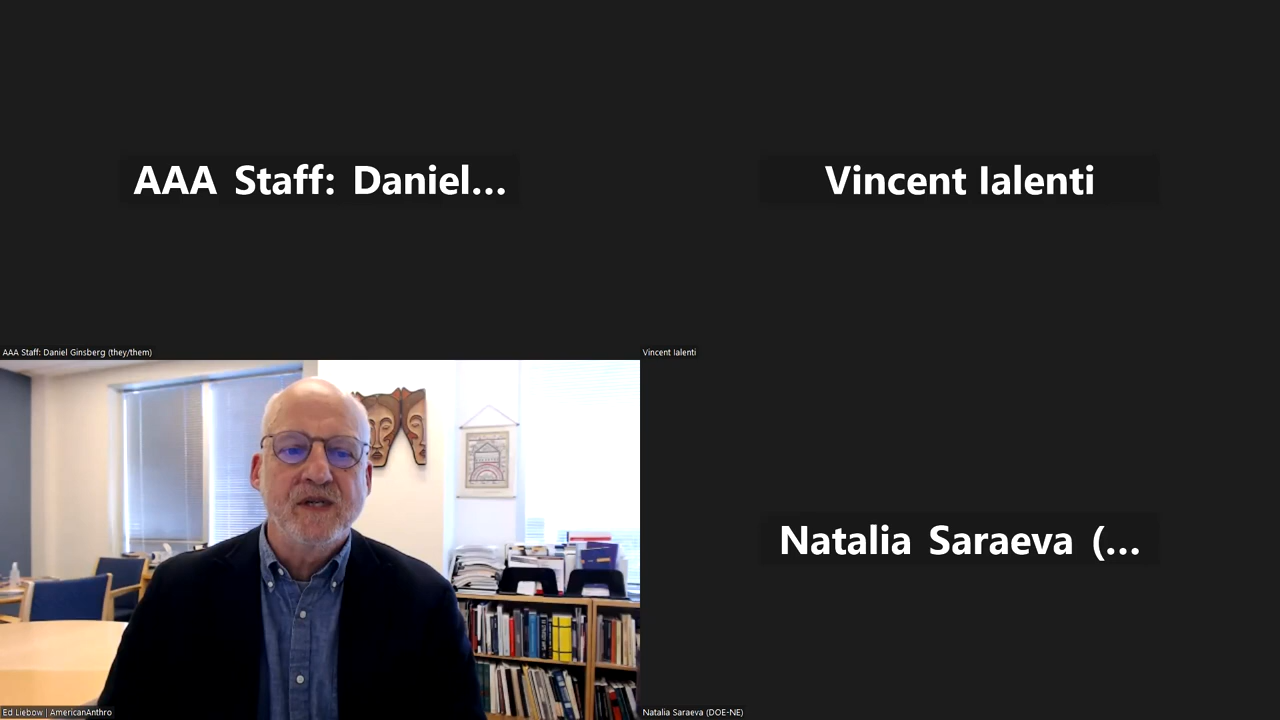 AAA Staff: Daniel...
Vincent Ialenti
AAA Staff: Daniel Ginsberg (they/them)
Vincent Ialenti
Natalia Saraeva (...
Ed Liebow | AmericanAnthro
Natalia Saraeva (DOE-NE)